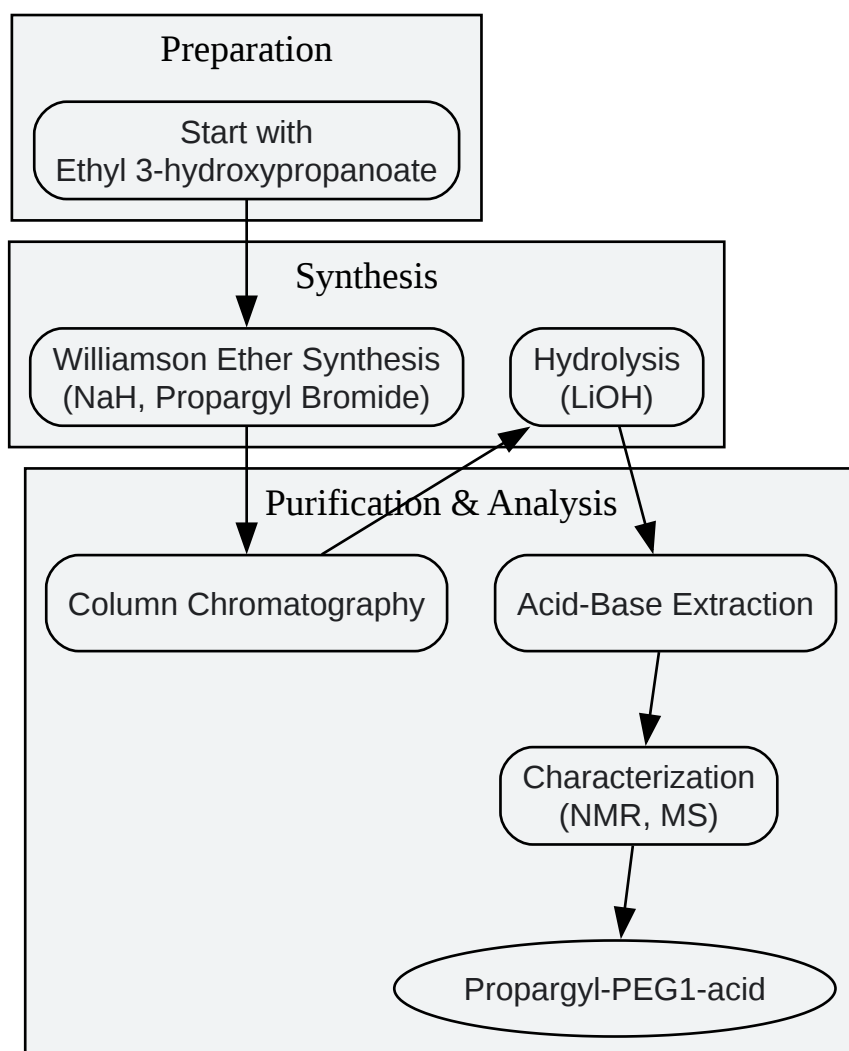 Preparation
Start with
Ethyl 3-hydroxypropanoate
Synthesis
Williamson Ether Synthesis
(NaH, Propargyl Bromide)
Hydrolysis
(LiOH)
Purification & Analysis
Column Chromatography
Acid-Base Extraction
Characterization
(NMR, MS)
Propargyl-PEG1-acid